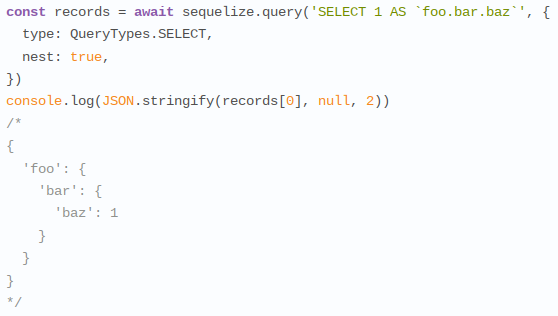 const records = await sequelize.query('SELECT 1 AS `foo.bar.baz`', {
  type: QueryTypes.SELECT,
  nest: true,
})
console.log(JSON.stringify(records[0], null, 2))
/*
{
  'foo': {
    'bar': {
      'baz': 1
    }
  }
}
*/